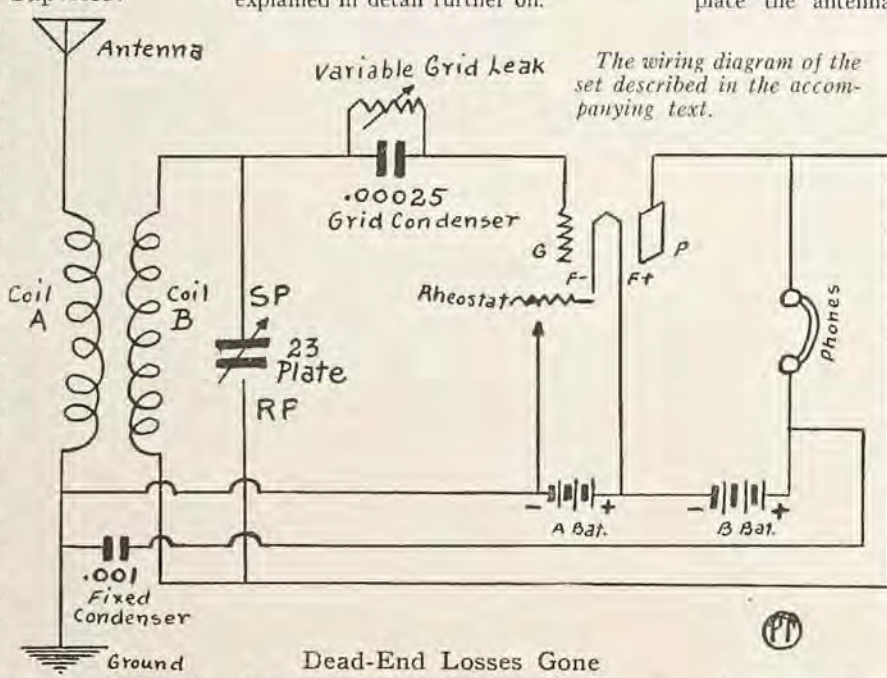 explained in detail further on.
place the antenna
Antenna
Variable Grid Leak
The wiring diagram of the
set described in the accom-
panying text.
.00025
Grid Condenser
G
F-
F+
P
Coil
A
Coil
B
SP
23
Plate
RF
Rheostat
Phones
- +
A Bat.
- +
B Bat.
.001
Fixed
Condenser
Ground
Dead-End Losses Gone